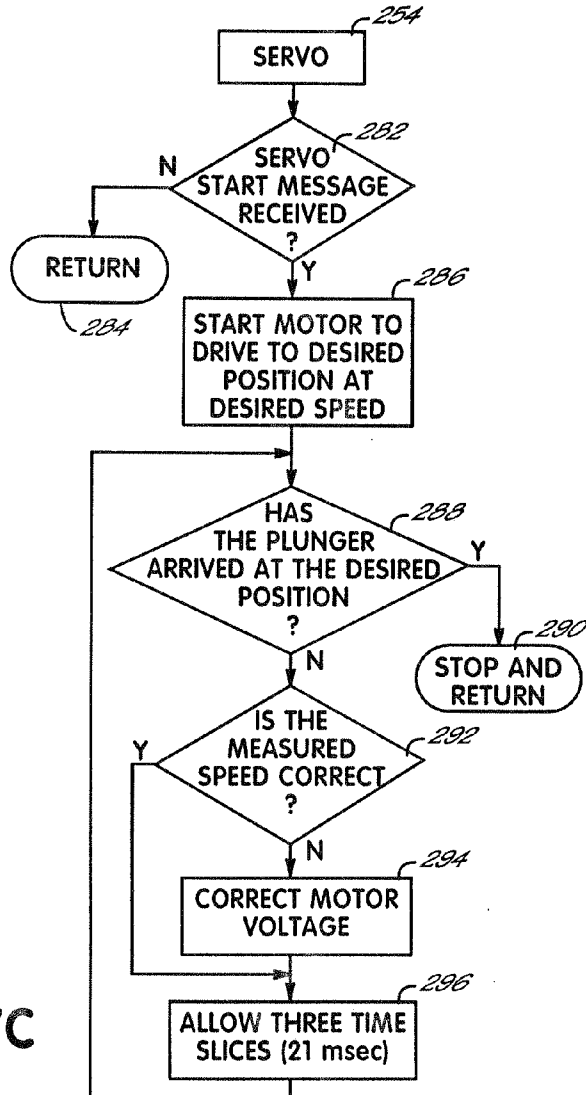 254
SERVO
282
SERVO
START MESSAGE
RECEIVED
?
N
Y
RETURN
284
286
START MOTOR TO
DRIVE TO DESIRED
POSITION AT
DESIRED SPEED
288
HAS
THE PLUNGER
ARRIVED AT THE DESIRED
POSITION
?
Y
N
290
STOP AND
RETURN
292
IS THE
MEASURED
SPEED CORRECT
?
Y
N
294
CORRECT MOTOR
VOLTAGE
296
ALLOW THREE TIME
SLICES (21 msec)
7C